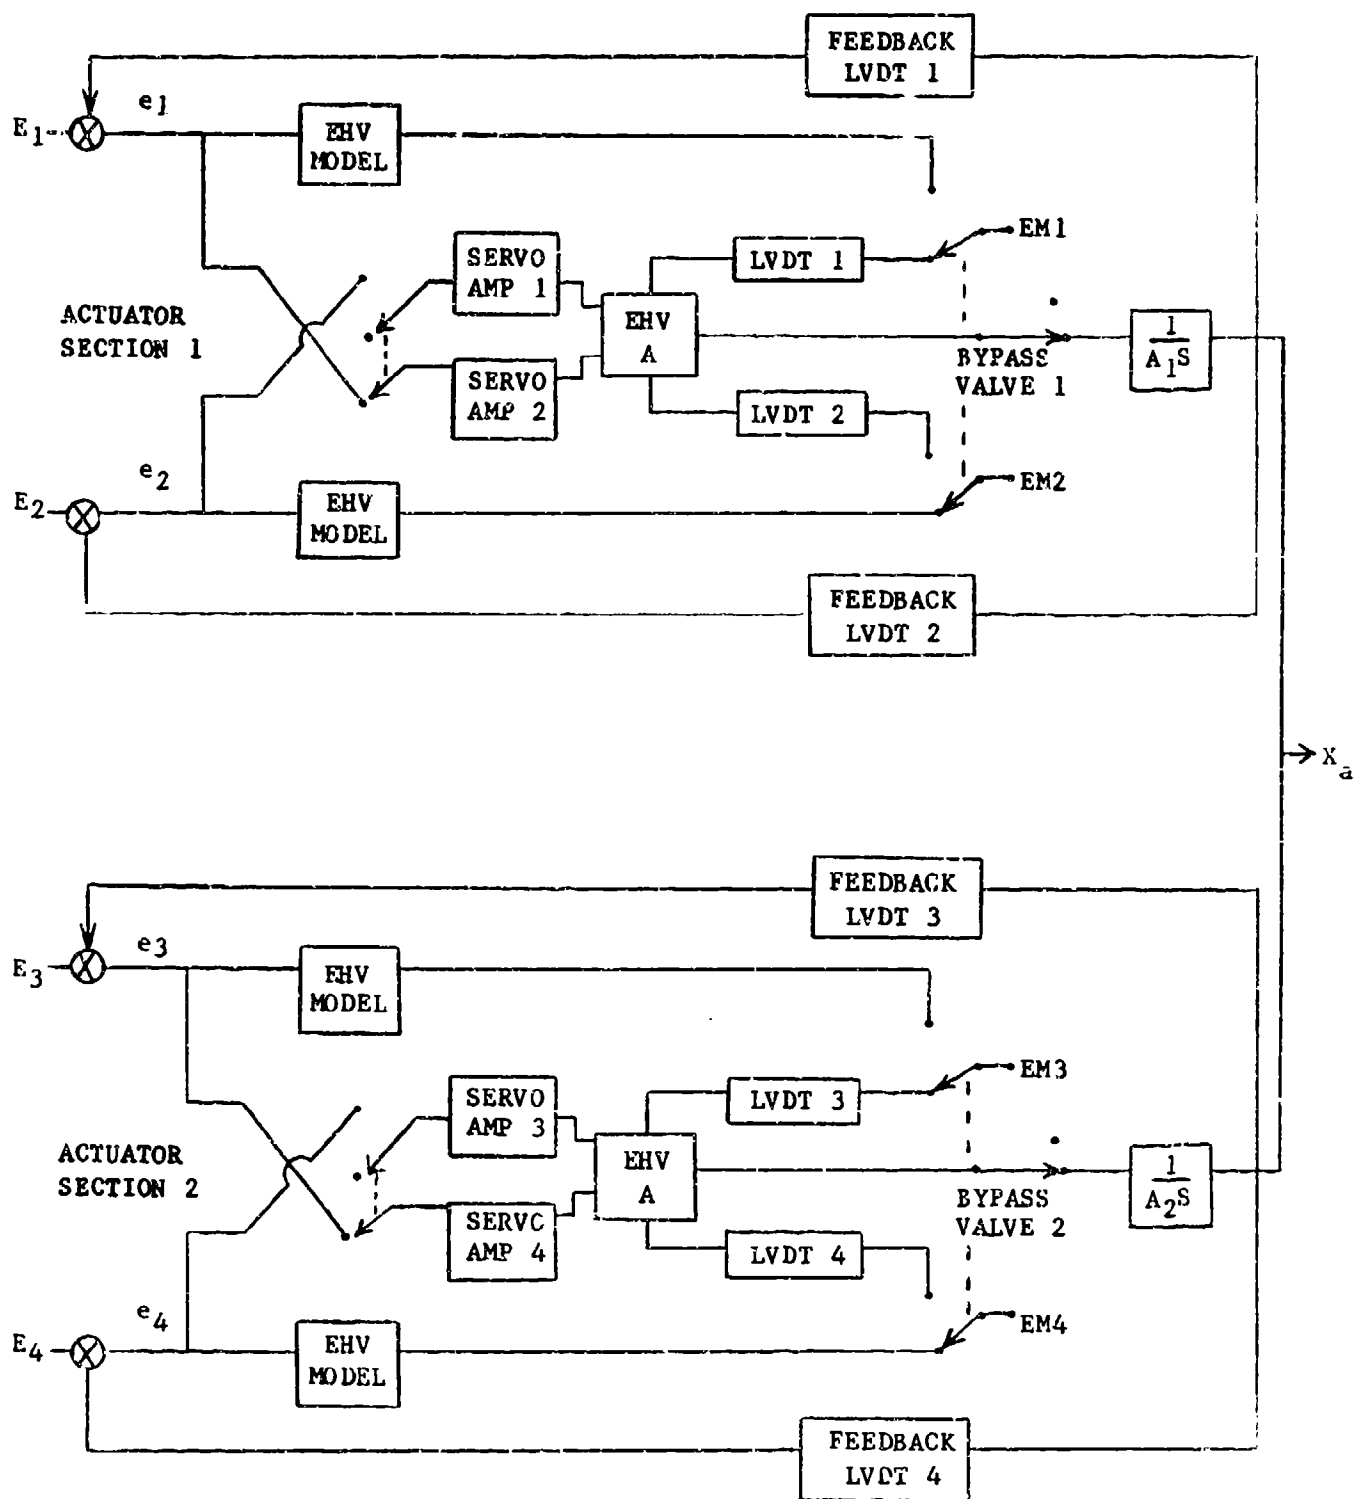 FEEDBACK
LVDT 1
e1
E1
EHV
MODEL
EM1
SERVO
AMP 1
LVDT 1
ACTUATOR
SECTION 1
EHV
A
1
A1S
BYPASS
VALVE 1
SERVO
AMP 2
LVDT 2
e2
E2
EHV
MODEL
EM2
FEEDBACK
LVDT 2
Xa
FEEDBACK
LVDT 3
e3
E3
EHV
MODEL
EM3
SERVO
AMP 3
LVDT 3
ACTUATOR
SECTION 2
EHV
A
1
A2S
BYPASS
VALVE 2
SERVO
AMP 4
LVDT 4
e4
E4
EHV
MODEL
EM4
FEEDBACK
LVDT 4